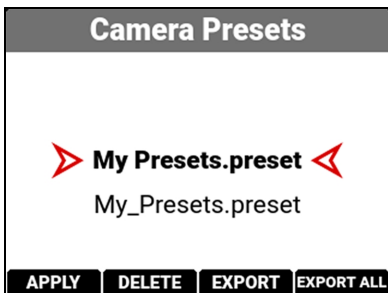 Camera Presets
My Presets.preset
My_Presets.preset
APPLY DELETE EXPORT EXPORT ALL